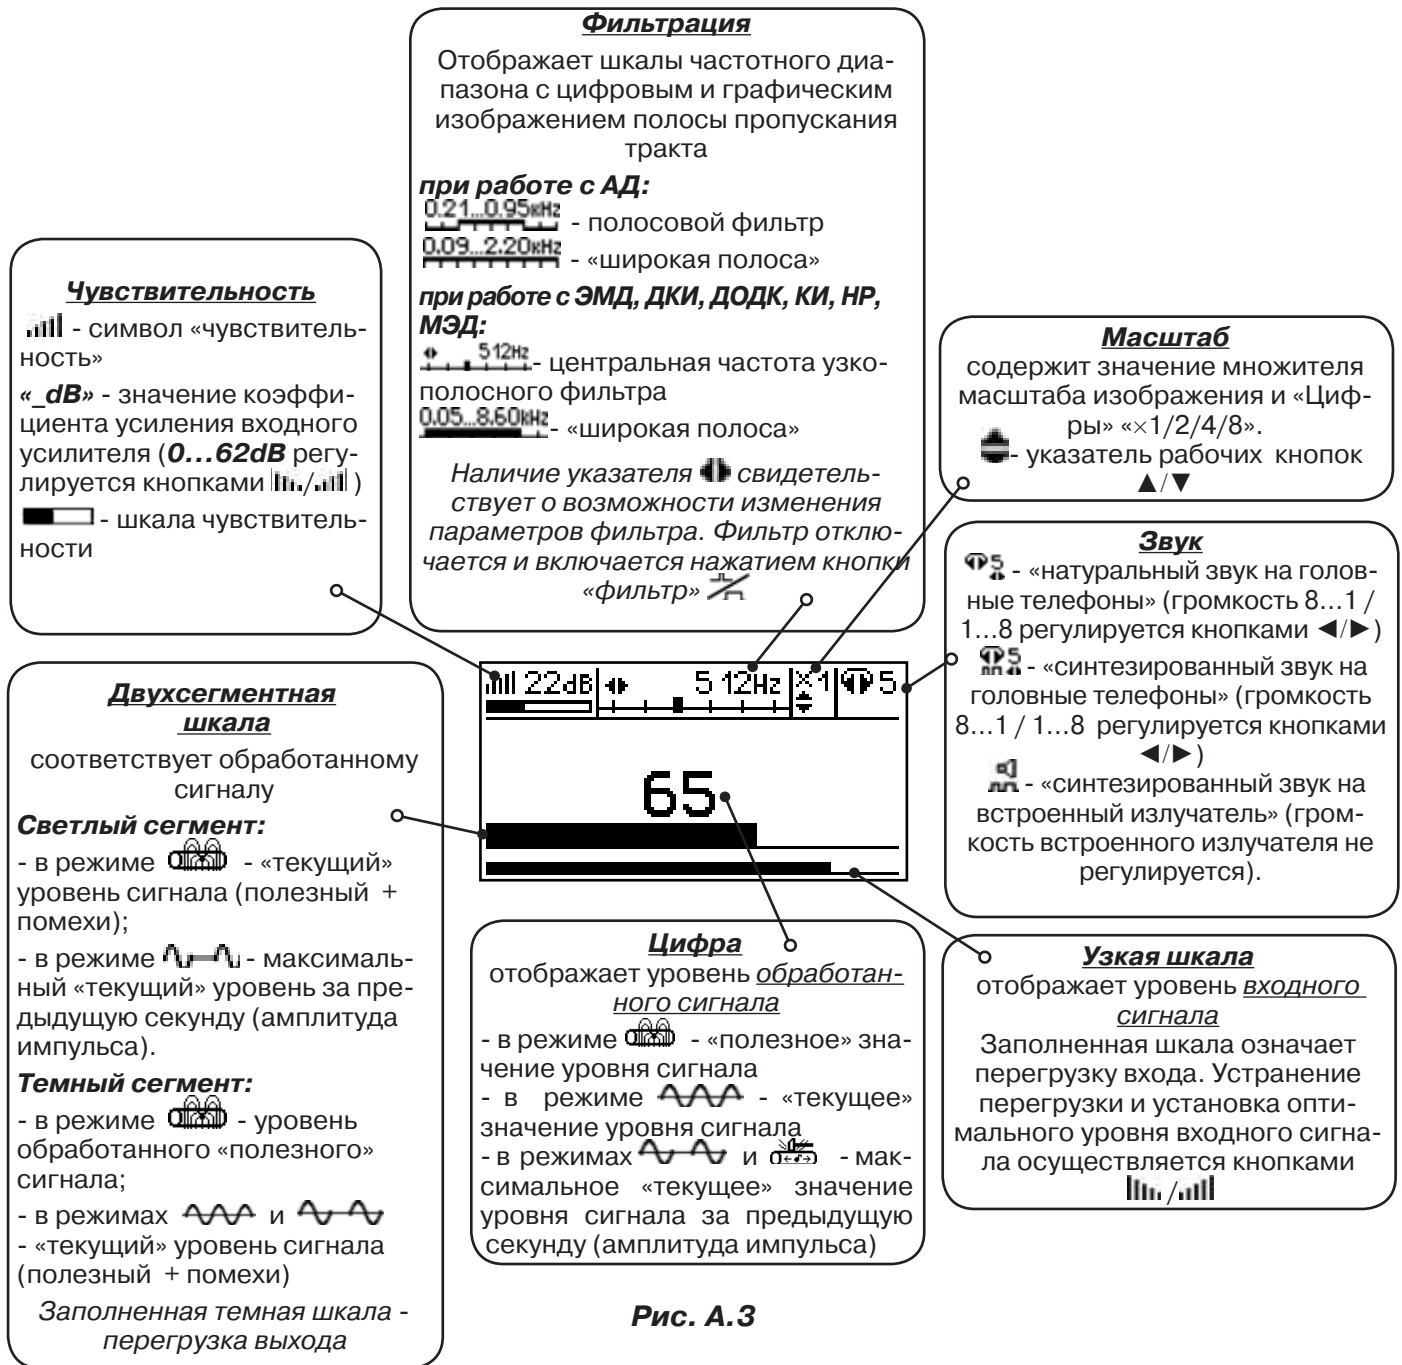 Фильтрация
Отображает шкалы частотного диа-
пазона с цифровым и графическим
изображением полосы пропускания
тракта
при работе с АД:
0.21...0.95кHz - полосовой фильтр
0.09...2.20кHz - «широкая полоса»
при работе с ЭМД, ДКИ, ДОДК, КИ, НР,
МЭД:
512Hz - центральная частота узко-
полосного фильтра
0.05...8.60кHz - «широкая полоса»
Наличие указателя свидетель-
ствует о возможности изменения
параметров фильтра. Фильтр отклю-
чается и включается нажатием кнопки
«фильтр»
Чувствительность
- символ «чувствитель-
ность»
«_dB» - значение коэффи-
циента усиления входного
усилителя (0...62dB регу-
лируется кнопками / )
- шкала чувствитель-
ности
Масштаб
содержит значение множителя
масштаба изображения и «Циф-
ры» «×1/2/4/8».
- указатель рабочих кнопок
▲/▼
Звук
5 - «натуральный звук на голов-
ные телефоны» (громкость 8...1 /
1...8 регулируется кнопками ◄/►)
5 - «синтезированный звук на
головные телефоны» (громкость
8...1 / 1...8 регулируется кнопками
◄/►)
- «синтезированный звук на
встроенный излучатель» (гром-
кость встроенного излучателя не
регулируется).
22dB 512Hz ×1 5
65
Двухсегментная
шкала
соответствует обработанному
сигналу
Светлый сегмент:
- в режиме - «текущий»
уровень сигнала (полезный +
помехи);
- в режиме - максималь-
ный «текущий» уровень за пре-
дыдущую секунду (амплитуда
импульса).
Темный сегмент:
- в режиме - уровень
обработанного «полезного»
сигнала;
- в режимах и
- «текущий» уровень сигнала
(полезный + помехи)
Заполненная темная шкала -
перегрузка выхода
Цифра
отображает уровень обработан-
ного сигнала
- в режиме - «полезное» зна-
чение уровня сигнала
- в режиме - «текущее»
значение уровня сигнала
- в режимах и - мак-
симальное «текущее» значение
уровня сигнала за предыдущую
секунду (амплитуда импульса)
Узкая шкала
отображает уровень входного
сигнала
Заполненная шкала означает
перегрузку входа. Устранение
перегрузки и установка опти-
мального уровня входного сигна-
ла осуществляется кнопками
/
Рис. А.3